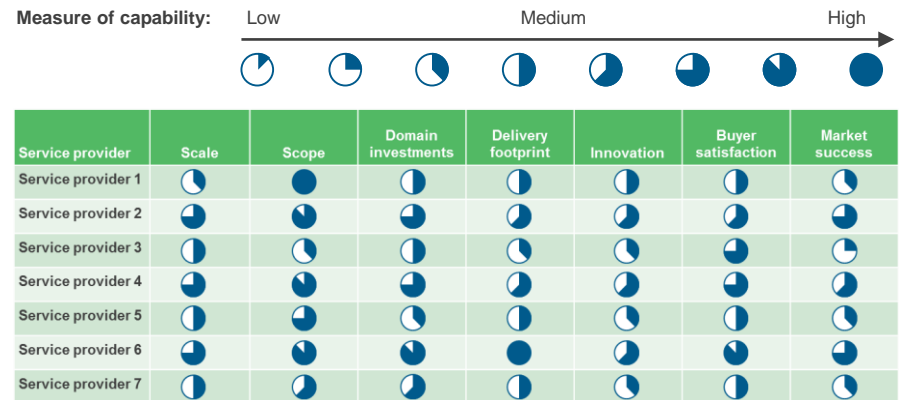 Measure of capability: Low Medium High
Service provider Scale Scope Domain investments Delivery footprint Innovation Buyer satisfaction Market success
Service provider 1
Service provider 2
Service provider 3
Service provider 4
Service provider 5
Service provider 6
Service provider 7